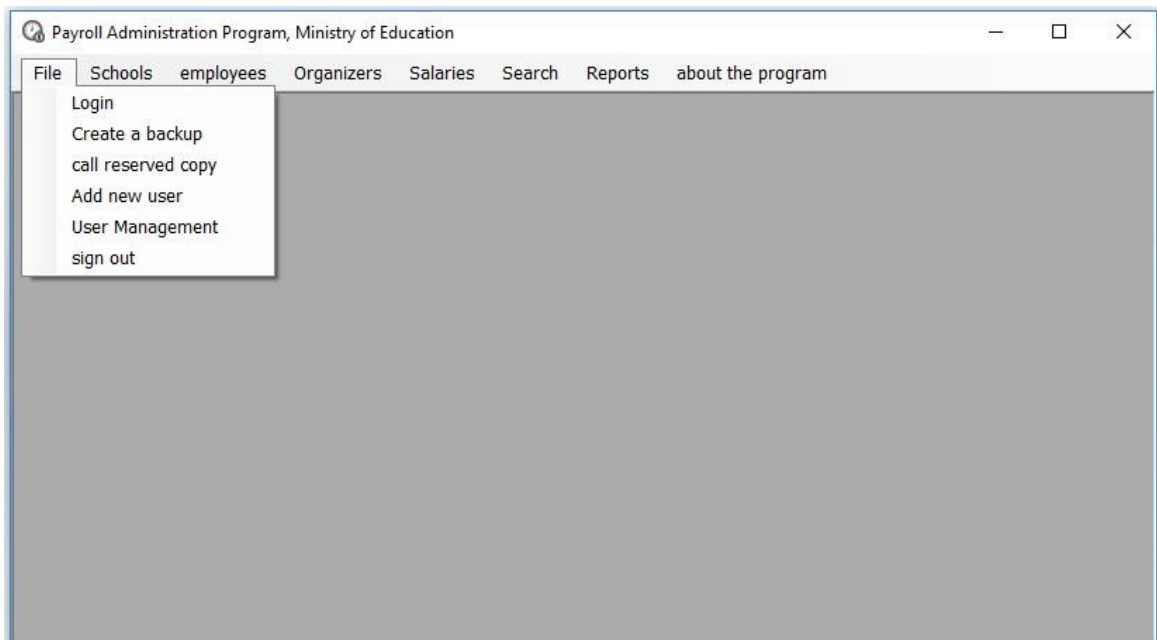 Payroll Administration Program, Ministry of Education
File Schools employees Organizers Salaries Search Reports about the program
Login
Create a backup
call reserved copy
Add new user
User Management
sign out